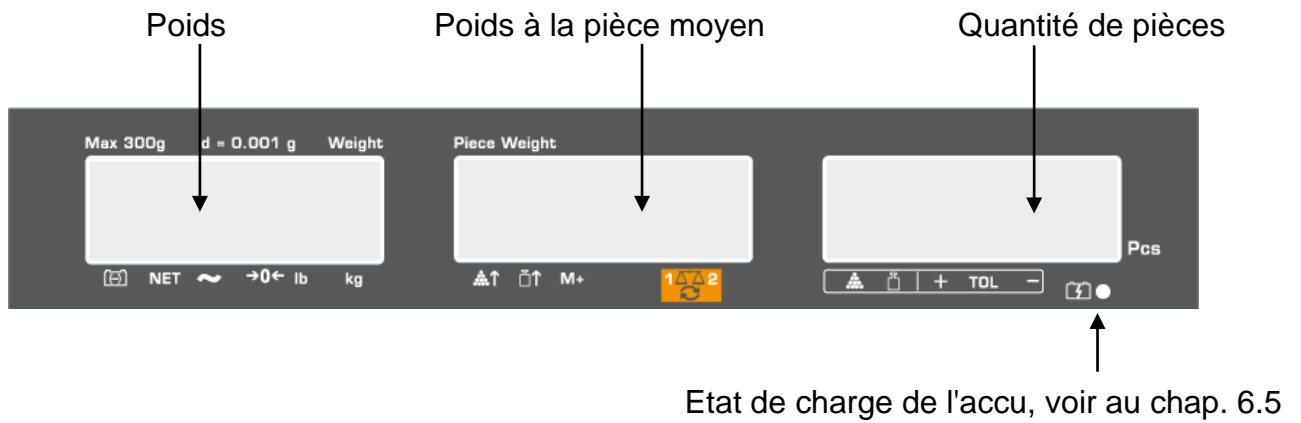 Poids Poids à la pièce moyen Quantité de pièces
Max 300g d = 0.001 g Weight Piece Weight
Pcs
NET →0← lb kg M+ 1 2 + TOL −
Etat de charge de l'accu, voir au chap. 6.5